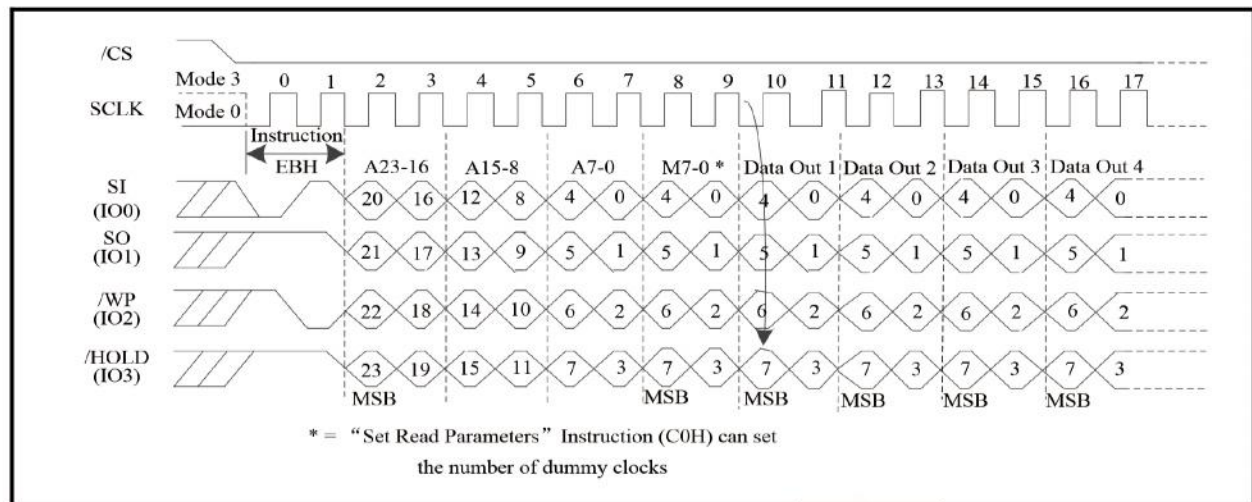 /CS
Mode 3 0 1 2 3 4 5 6 7 8 9 10 11 12 13 14 15 16 17
SCLK Mode 0
Instruction
EBH A23-16 A15-8 A7-0 M7-0 * Data Out 1 Data Out 2 Data Out 3 Data Out 4
SI
(IO0) 20 16 12 8 4 0 4 0 4 0 4 0 4 0 4 0
SO
(IO1) 21 17 13 9 5 1 5 1 5 1 5 1 5 1 5 1
/WP
(IO2) 22 18 14 10 6 2 6 2 6 2 6 2 6 2 6 2
/HOLD
(IO3) 23 19 15 11 7 3 7 3 7 3 7 3 7 3 7 3
MSB MSB MSB MSB MSB MSB
* = “Set Read Parameters” Instruction (C0H) can set
the number of dummy clocks